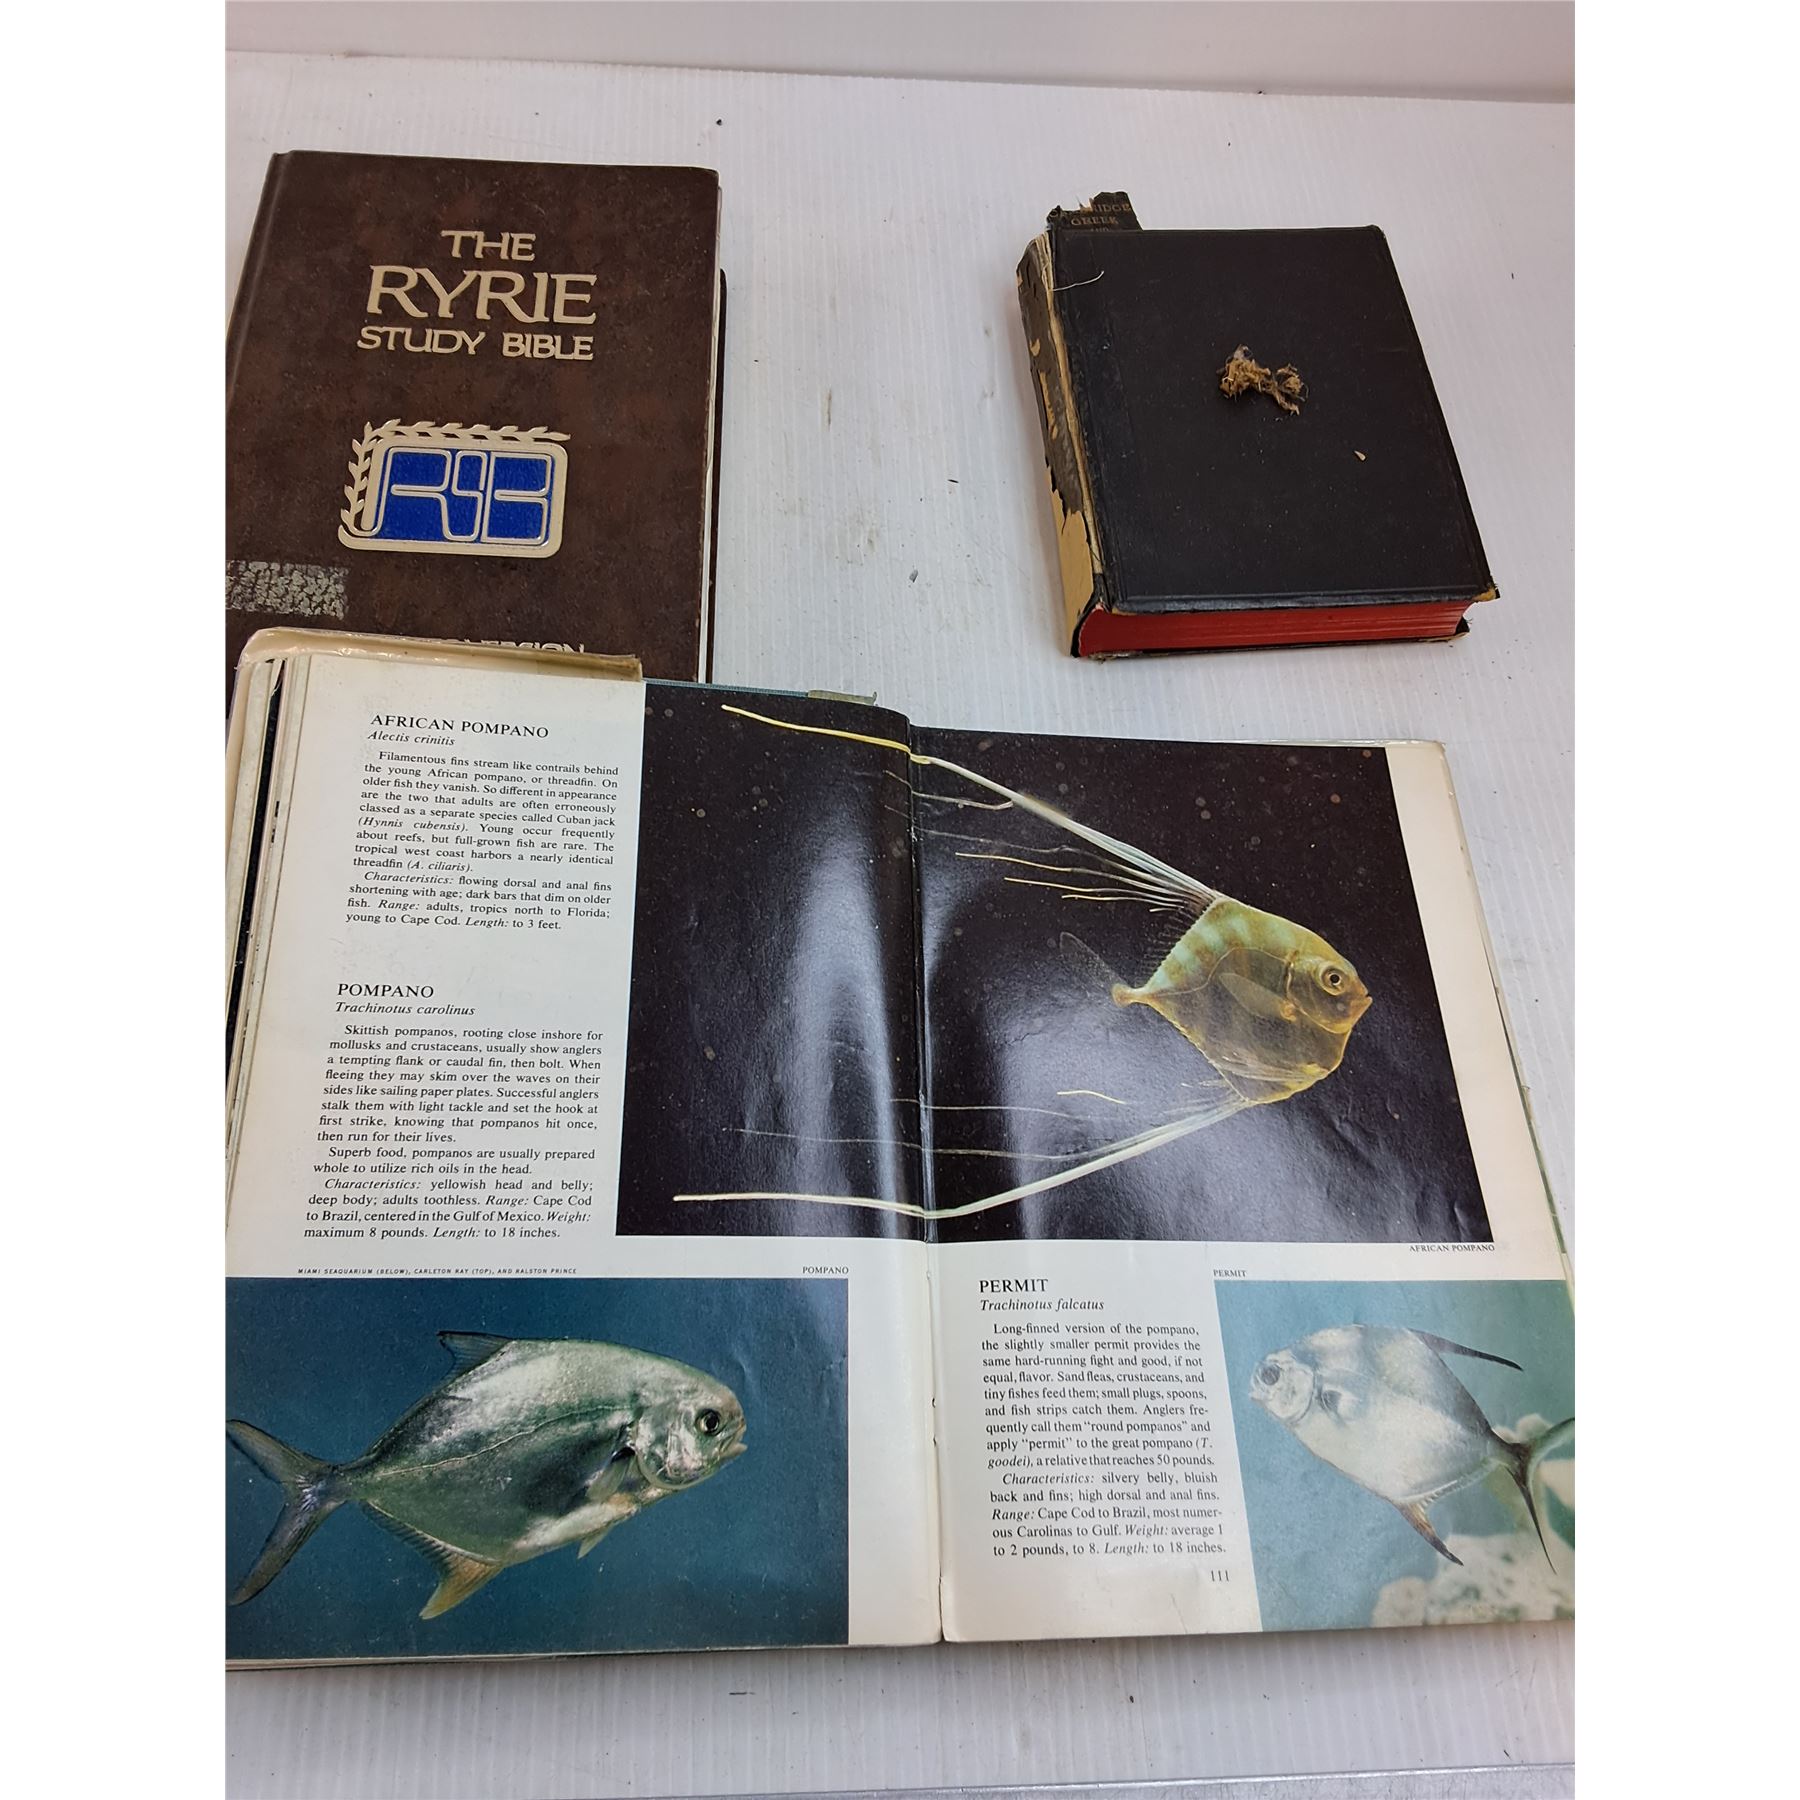 THE
RYRIE
STUDY BIBLE
RSB
GREEK
AFRICAN POMPANO
Alectis crinitis
Filamentous fins stream like contrails behind
the young African pompano, or threadfin. On
older fish they vanish. So different in appearance
are the two that adults are often erroneously
classed as a separate species called Cuban jack
(Hynnis cubensis). Young occur frequently
about reefs, but full-grown fish are rare. The
tropical west coast harbors a nearly identical
threadfin (A. ciliaris).
Characteristics: flowing dorsal and anal fins
shortening with age; dark bars that dim on older
fish. Range: adults, tropics north to Florida;
young to Cape Cod. Length: to 3 feet.
POMPANO
Trachinotus carolinus
Skittish pompanos, rooting close inshore for
mollusks and crustaceans, usually show anglers
a tempting flank or caudal fin, then bolt. When
fleeing they may skim over the waves on their
sides like sailing paper plates. Successful anglers
stalk them with light tackle and set the hook at
first strike, knowing that pompanos hit once,
then run for their lives.
Superb food, pompanos are usually prepared
whole to utilize rich oils in the head.
Characteristics: yellowish head and belly;
deep body; adults toothless. Range: Cape Cod
to Brazil, centered in the Gulf of Mexico. Weight:
maximum 8 pounds. Length: to 18 inches.
MIAMI SEAQUARIUM (BELOW), CARLETON RAY (TOP), AND RALSTON PRINCE
POMPANO
AFRICAN POMPANO
PERMIT
Trachinotus falcatus
Long-finned version of the pompano,
the slightly smaller permit provides the
same hard-running fight and good, if not
equal, flavor. Sand fleas, crustaceans, and
tiny fishes feed them; small plugs, spoons,
and fish strips catch them. Anglers fre-
quently call them "round pompanos" and
apply "permit" to the great pompano (T.
goodei), a relative that reaches 50 pounds.
Characteristics: silvery belly, bluish
back and fins; high dorsal and anal fins.
Range: Cape Cod to Brazil, most numer-
ous Carolinas to Gulf. Weight: average 1
to 2 pounds, to 8. Length: to 18 inches.
111
PERMIT